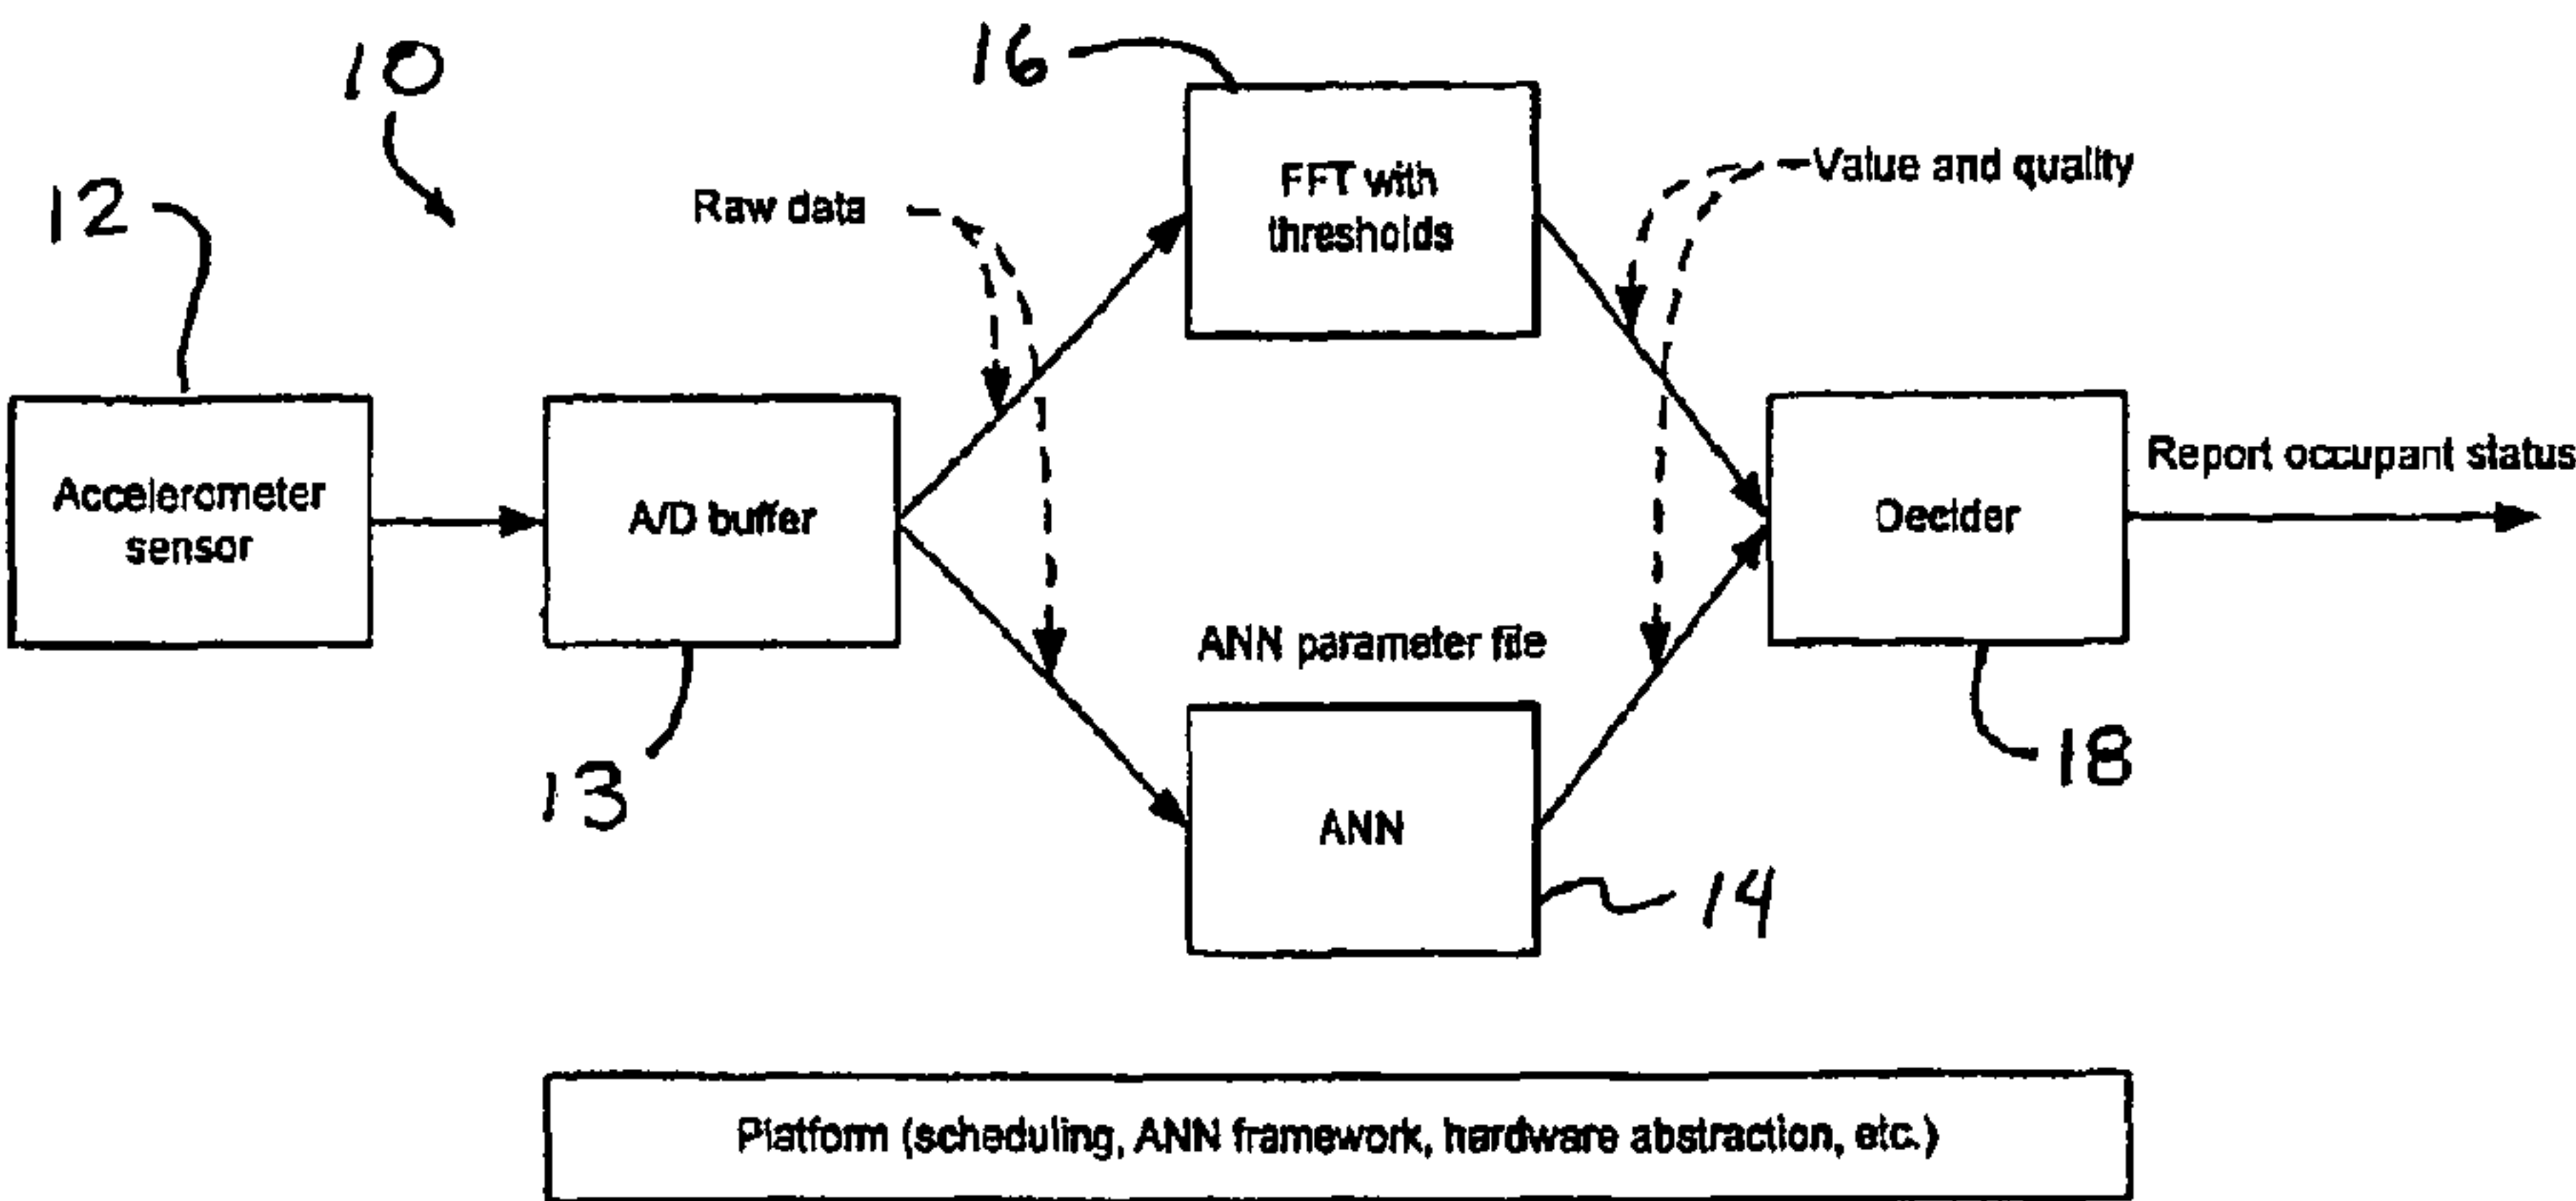 10
16
12
Raw data
FFT with
thresholds
Value and quality
Accelerometer
sensor
A/D buffer
Decider
Report occupant status
ANN parameter file
13
18
ANN
14
Platform (scheduling, ANN framework, hardware abstraction, etc.)